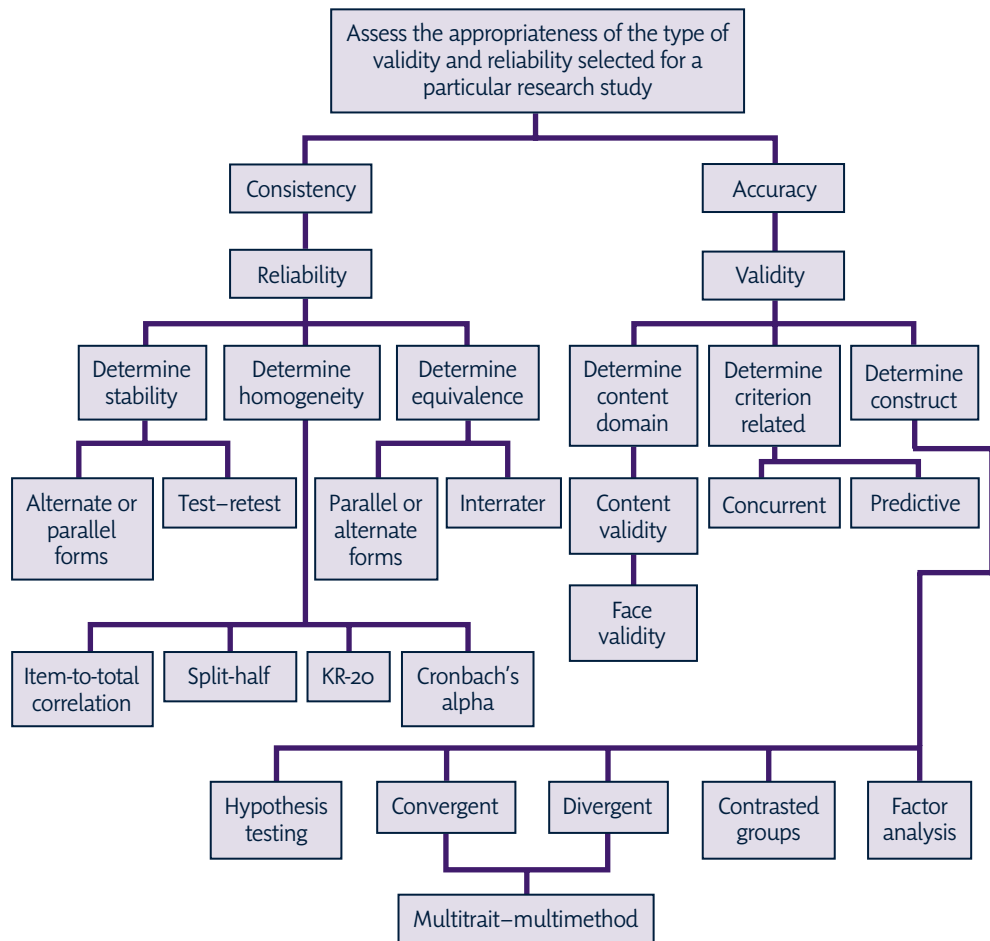 Assess the appropriateness of the type of
validity and reliability selected for a
particular research study
Consistency
Accuracy
Reliability
Validity
Determine
stability
Determine
homogeneity
Determine
equivalence
Determine
content
domain
Determine
criterion
related
Determine
construct
Alternate or
parallel
forms
Test–retest
Parallel or
alternate
forms
Interrater
Content
validity
Concurrent
Predictive
Face
validity
Item-to-total
correlation
Split-half
KR-20
Cronbach's
alpha
Hypothesis
testing
Convergent
Divergent
Contrasted
groups
Factor
analysis
Multitrait–multimethod